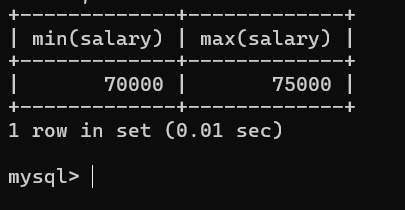 +-------------+-------------+
| min(salary) | max(salary) |
+-------------+-------------+
|       70000 |       75000 |
+-------------+-------------+
1 row in set (0.01 sec)
mysql>